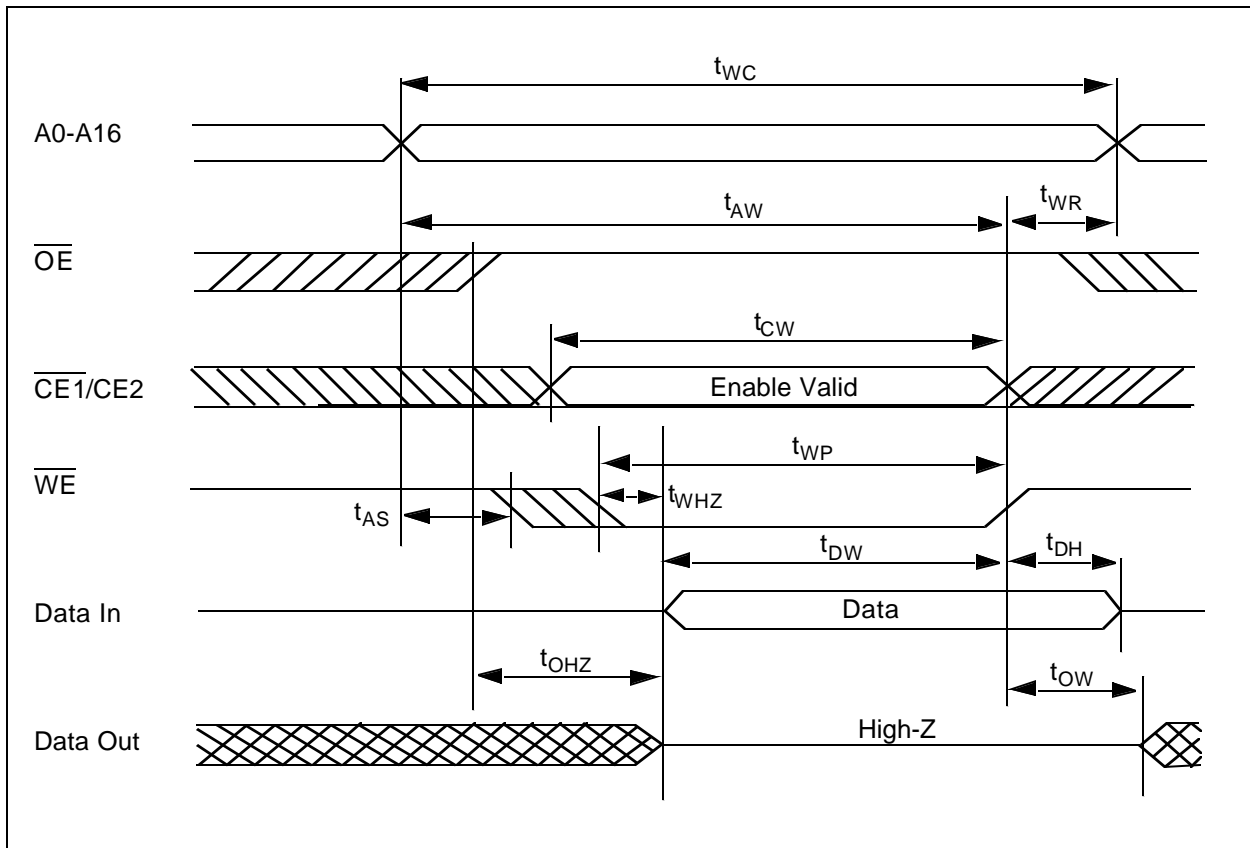 tWC
A0-A16
tAW
tWR
OE
tCW
CE1/CE2
Enable Valid
tWP
WE
tWHZ
tAS
tDW
tDH
Data In
Data
tOHZ
tOW
Data Out
High-Z